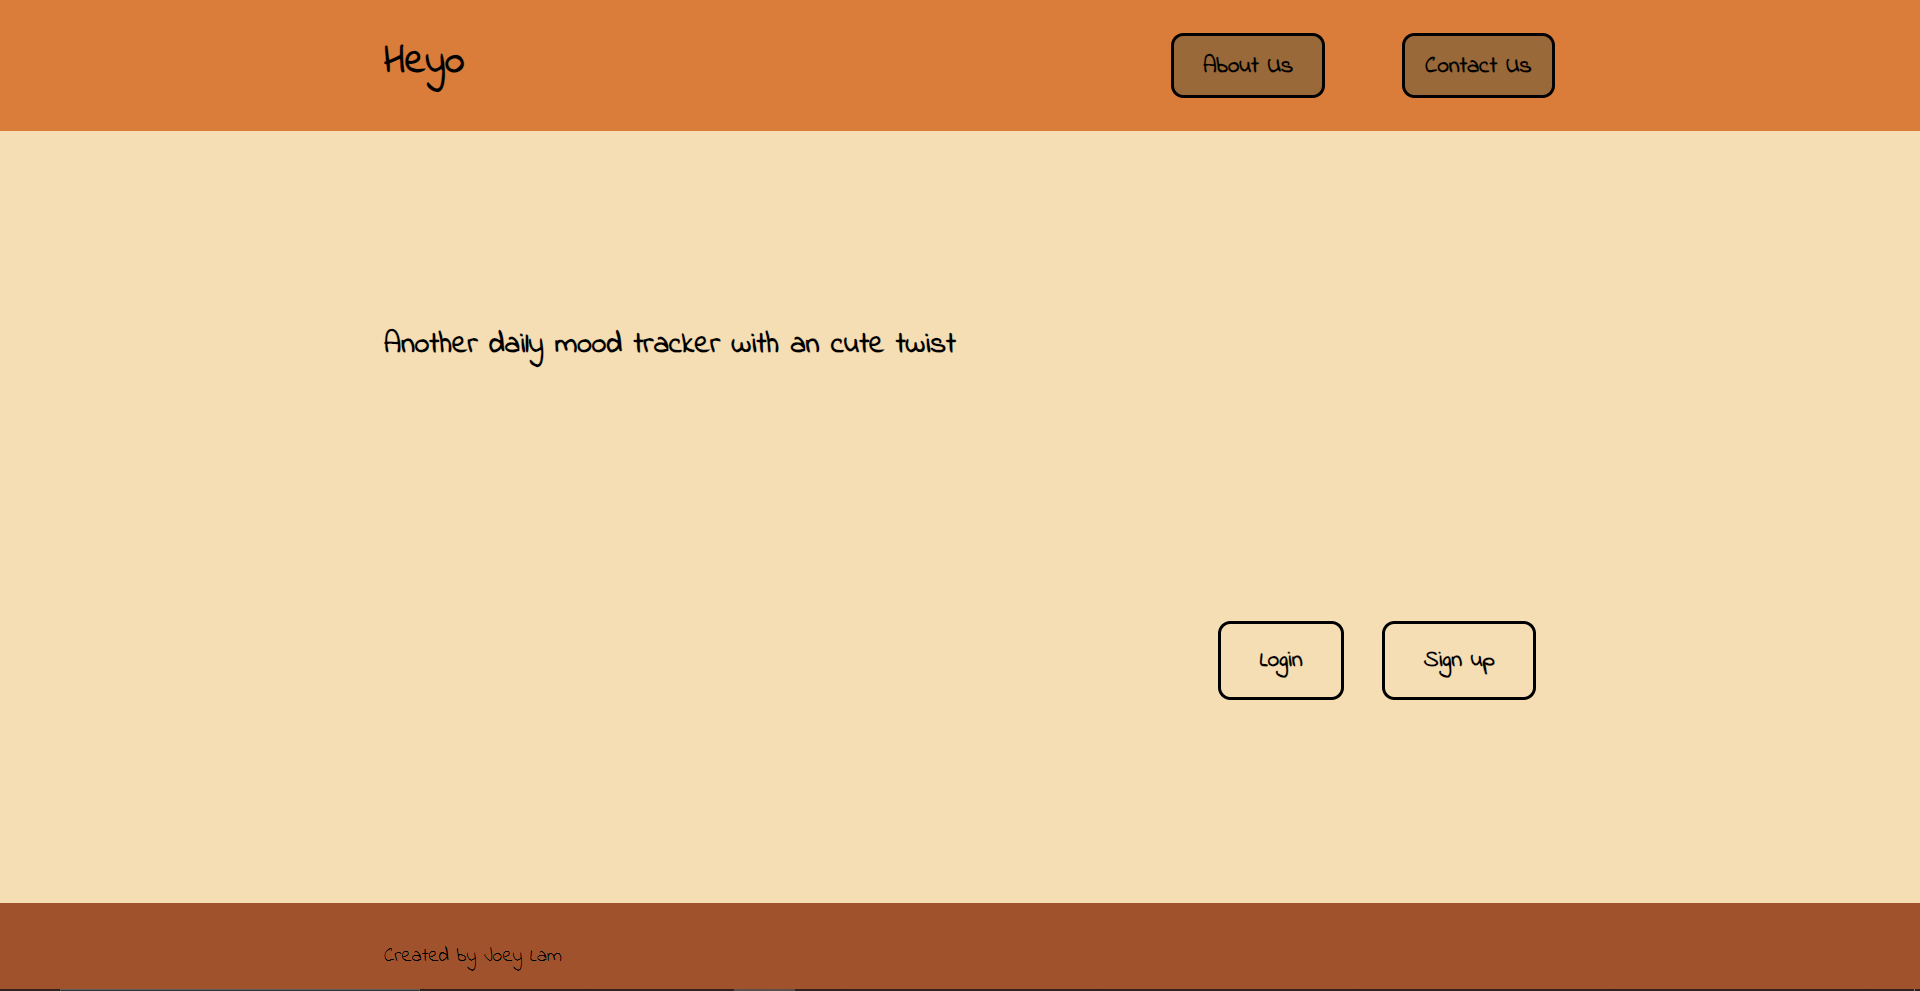 Heyo
About Us
Contact Us
Another daily mood tracker with an cute twist
Login
Sign up
Created by Joey Lam